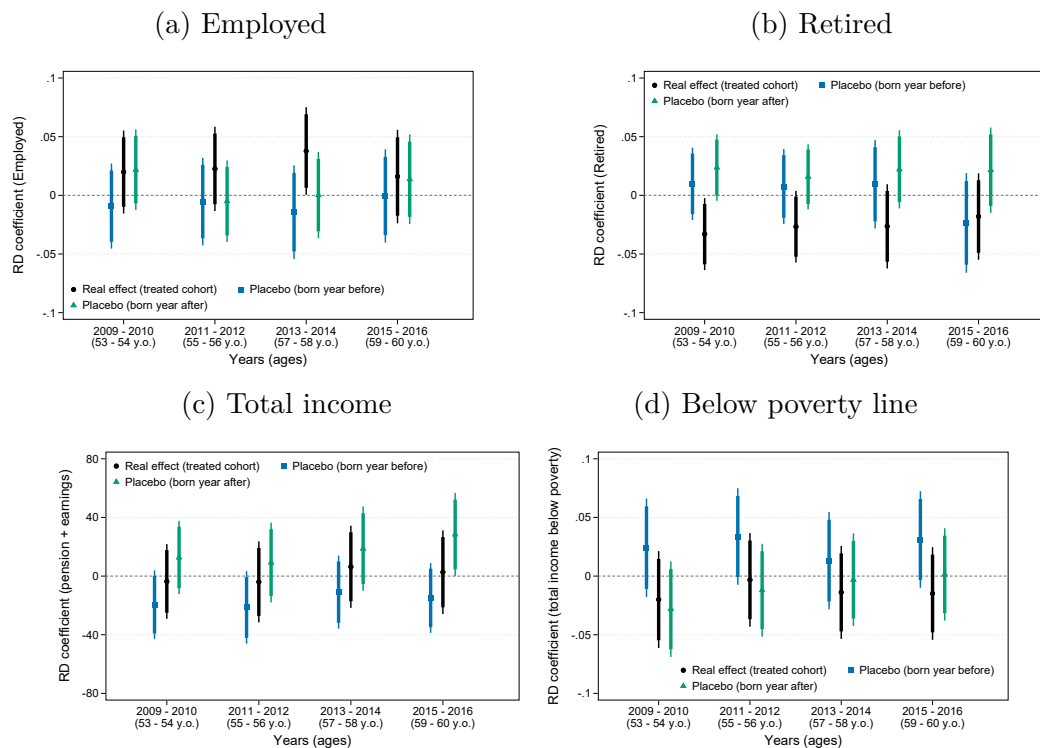 (a) Employed
.1
.05
0
-.05
-.1
RD coefficient (Employed)
Real effect (treated cohort)
Placebo (born year before)
Placebo (born year after)
2009 - 2010
(53 - 54 y.o.)
2011 - 2012
(55 - 56 y.o.)
2013 - 2014
(57 - 58 y.o.)
2015 - 2016
(59 - 60 y.o.)
Years (ages)
(b) Retired
.1
.05
0
-.05
-.1
RD coefficient (Retired)
Real effect (treated cohort)
Placebo (born year before)
Placebo (born year after)
2009 - 2010
(53 - 54 y.o.)
2011 - 2012
(55 - 56 y.o.)
2013 - 2014
(57 - 58 y.o.)
2015 - 2016
(59 - 60 y.o.)
Years (ages)
(c) Total income
80
40
0
-40
-80
RD coefficient (pension + earnings)
Real effect (treated cohort)
Placebo (born year before)
Placebo (born year after)
2009 - 2010
(53 - 54 y.o.)
2011 - 2012
(55 - 56 y.o.)
2013 - 2014
(57 - 58 y.o.)
2015 - 2016
(59 - 60 y.o.)
Years (ages)
(d) Below poverty line
.1
.05
0
-.05
-.1
RD coefficient (total income below poverty)
Real effect (treated cohort)
Placebo (born year before)
Placebo (born year after)
2009 - 2010
(53 - 54 y.o.)
2011 - 2012
(55 - 56 y.o.)
2013 - 2014
(57 - 58 y.o.)
2015 - 2016
(59 - 60 y.o.)
Years (ages)